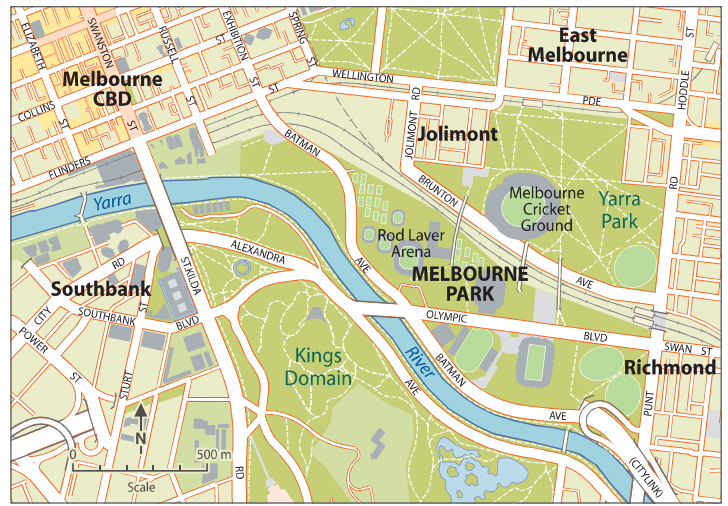 ELIZABETH
SWANSTON
RUSSELL
EXHIBITION
SPRING
ST
ST
ST
ST
ST
ST
ST
East
Melbourne
HODDLE
ST
RD
Melbourne
CBD
WELLINGTON
PDE
COLLINS
ST
JOLIMONT
RD
Jolimont
FLINDERS
BATMAN
AVE
BRUNTON
AVE
Melbourne
Cricket
Ground
Yarra
Park
Yarra
Rod Laver
Arena
ALEXANDRA
AVE
MELBOURNE
PARK
ST.KILDA
RD
Southbank
CITY
RD
SOUTHBANK
BLVD
POWER
ST
STURT
ST
OLYMPIC
BLVD
SWAN ST
Richmond
Kings
Domain
River
BATMAN
AVE
PUNT
(CITYLINK)
N
0
500 m
Scale